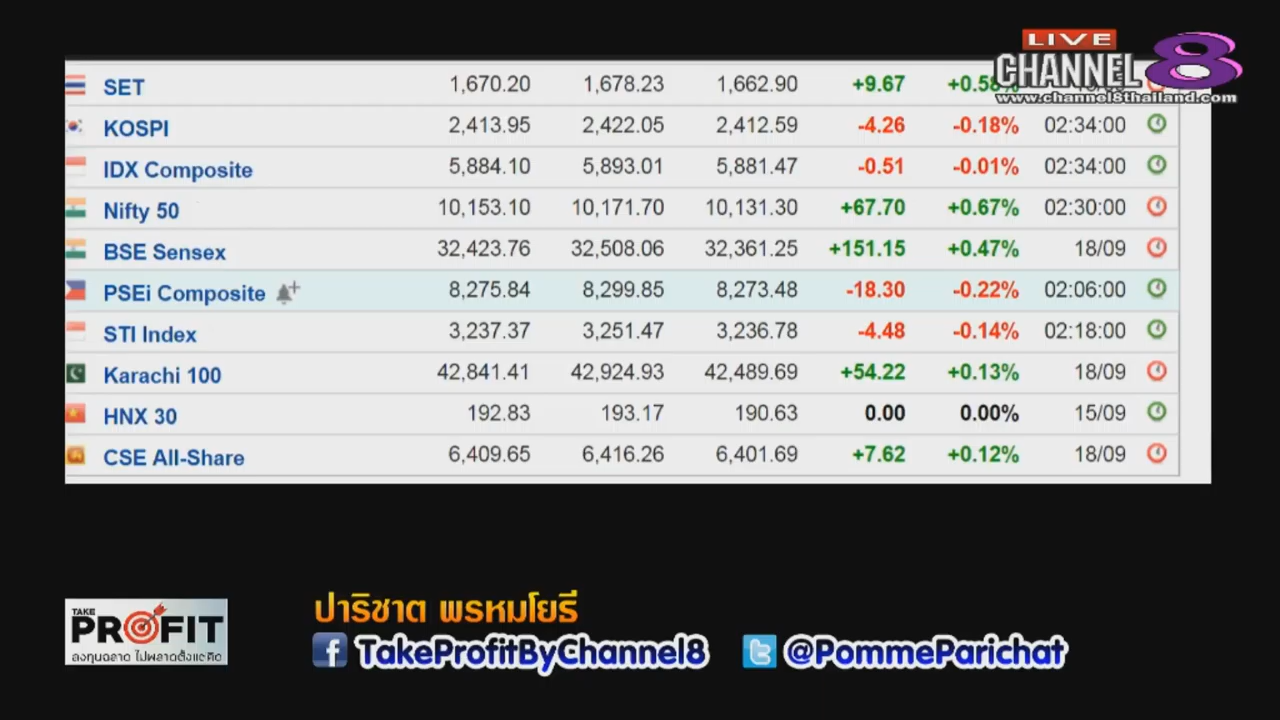 LIVE
CHANNEL 8
www.channel8thailand.com
SET 1,670.20 1,678.23 1,662.90 +9.67
KOSPI 2,413.95 2,422.05 2,412.59 -4.26 -0.18% 02:34:00
IDX Composite 5,884.10 5,893.01 5,881.47 -0.51 -0.01% 02:34:00
Nifty 50 10,153.10 10,171.70 10,131.30 +67.70 +0.67% 02:30:00
BSE Sensex 32,423.76 32,508.06 32,361.25 +151.15 +0.47% 18/09
PSEi Composite 8,275.84 8,299.85 8,273.48 -18.30 -0.22% 02:06:00
STI Index 3,237.37 3,251.47 3,236.78 -4.48 -0.14% 02:18:00
Karachi 100 42,841.41 42,924.93 42,489.69 +54.22 +0.13% 18/09
HNX 30 192.83 193.17 190.63 0.00 0.00% 15/09
CSE All-Share 6,409.65 6,416.26 6,401.69 +7.62 +0.12% 18/09
TAKE
PROFIT
ลงทุนฉลาด ไม่พลาดตั้งแต่คิด
ปาริชาต พรหมโยธี
TakeProfitByChannel8 @PommeParichat